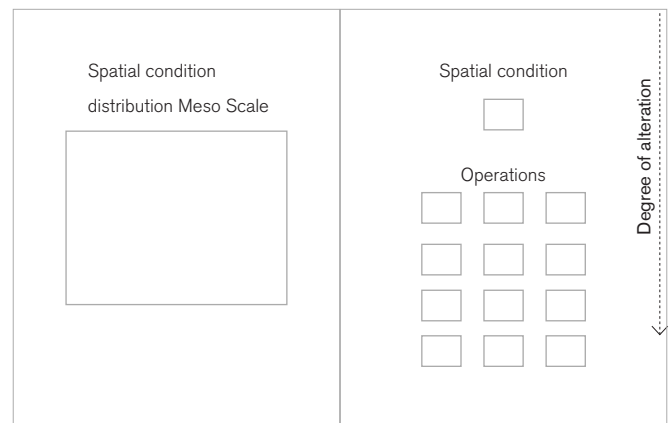 Spatial condition
distribution Meso Scale
Spatial condition
Operations
Degree of alteration